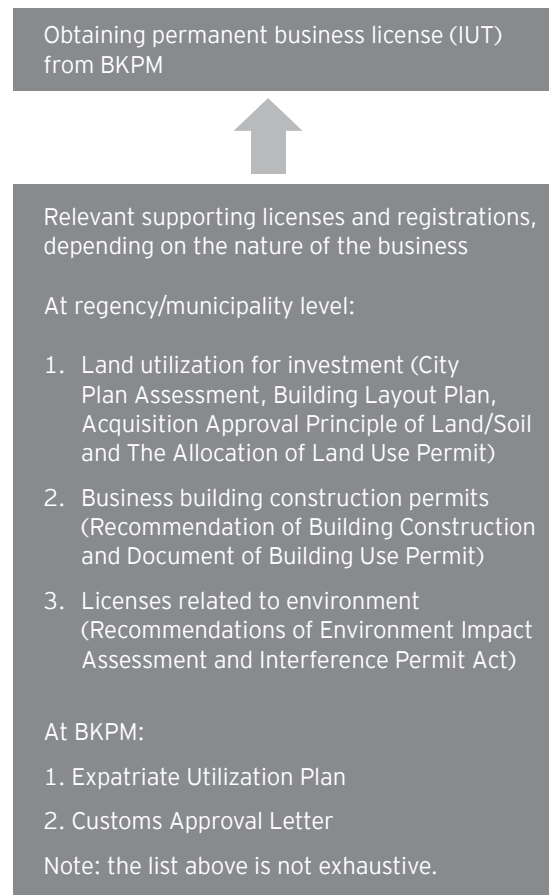 Obtaining permanent business license (IUT)
from BKPM
Relevant supporting licenses and registrations,
depending on the nature of the business
At regency/municipality level:
1. Land utilization for investment (City
Plan Assessment, Building Layout Plan,
Acquisition Approval Principle of Land/Soil
and The Allocation of Land Use Permit)
2. Business building construction permits
(Recommendation of Building Construction
and Document of Building Use Permit)
3. Licenses related to environment
(Recommendations of Environment Impact
Assessment and Interference Permit Act)
At BKPM:
1. Expatriate Utilization Plan
2. Customs Approval Letter
Note: the list above is not exhaustive.